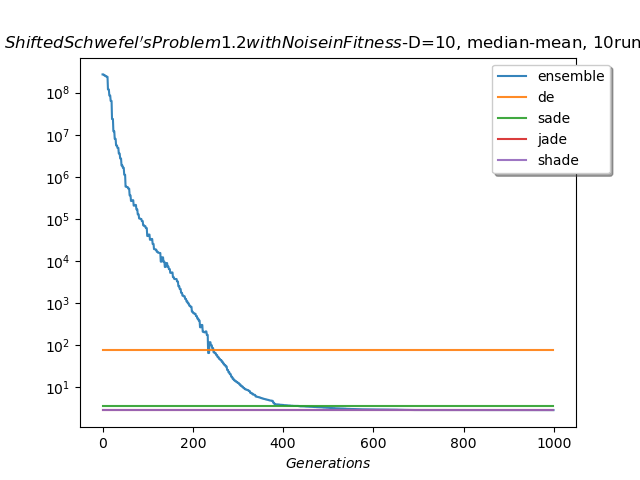 ShiftedSchwefel'sProblem1.2withNoiseinFitness-D=10, median-mean, 10run
ensemble
de
sade
jade
shade
10^8
10^7
10^6
10^5
10^4
10^3
10^2
10^1
0 200 400 600 800 1000
Generations